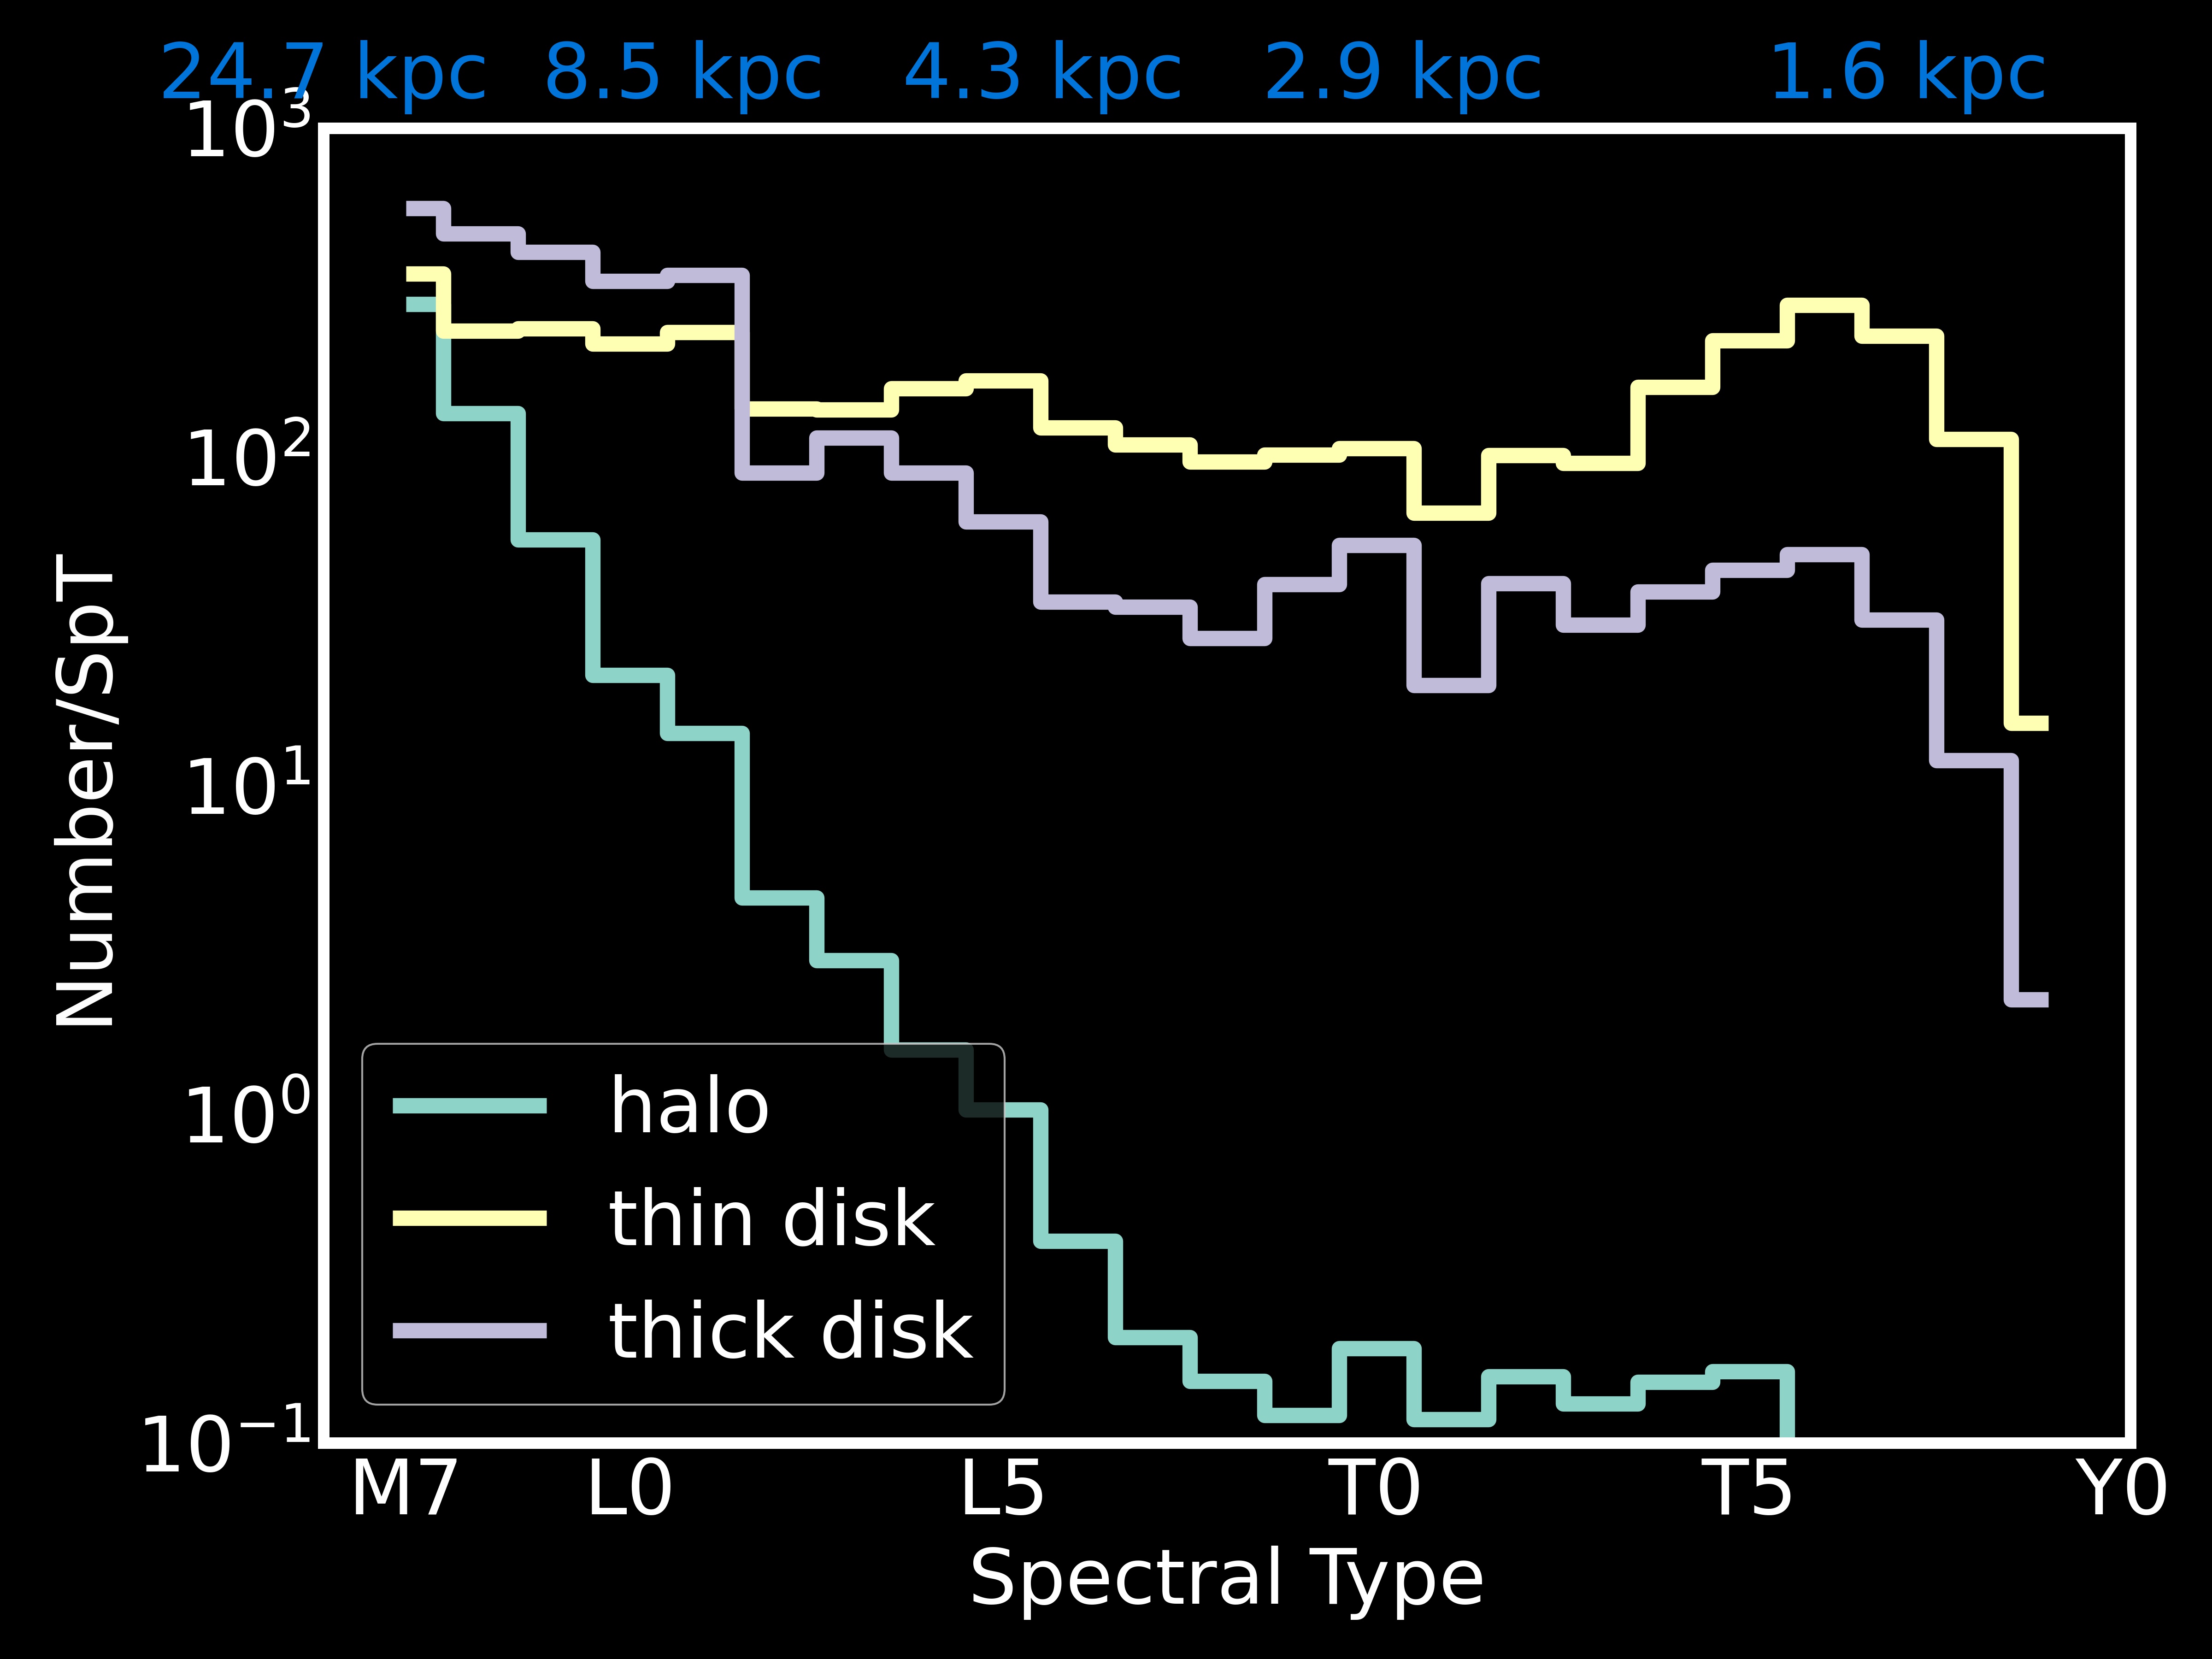 24.7 kpc 8.5 kpc 4.3 kpc 2.9 kpc 1.6 kpc
10³
10²
10¹
10⁰
10⁻¹
Number/SpT
halo
thin disk
thick disk
M7 L0 L5 T0 T5 Y0
Spectral Type